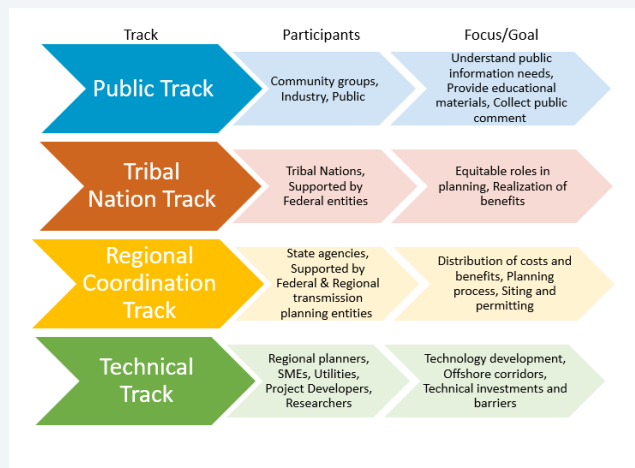 Track
Participants
Focus/Goal
Public Track
Community groups,
Industry, Public
Understand public
information needs,
Provide educational
materials, Collect public
comment
Tribal
Nation Track
Tribal Nations,
Supported by
Federal entities
Equitable roles in
planning, Realization of
benefits
Regional
Coordination
Track
State agencies,
Supported by
Federal & Regional
transmission
planning entities
Distribution of costs and
benefits, Planning
process, Siting and
permitting
Technical
Track
Regional planners,
SMEs, Utilities,
Project Developers,
Researchers
Technology development,
Offshore corridors,
Technical investments and
barriers